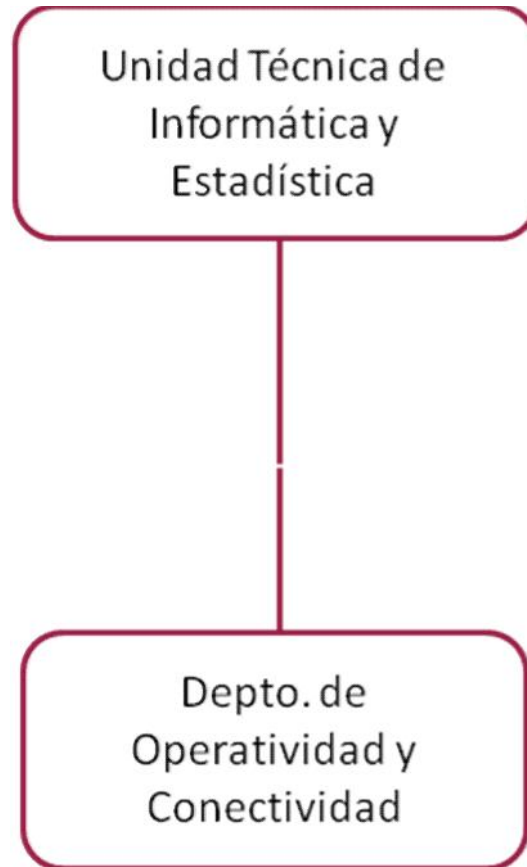 Unidad Técnica de
Informática y
Estadística
Depto. de
Operatividad y
Conectividad